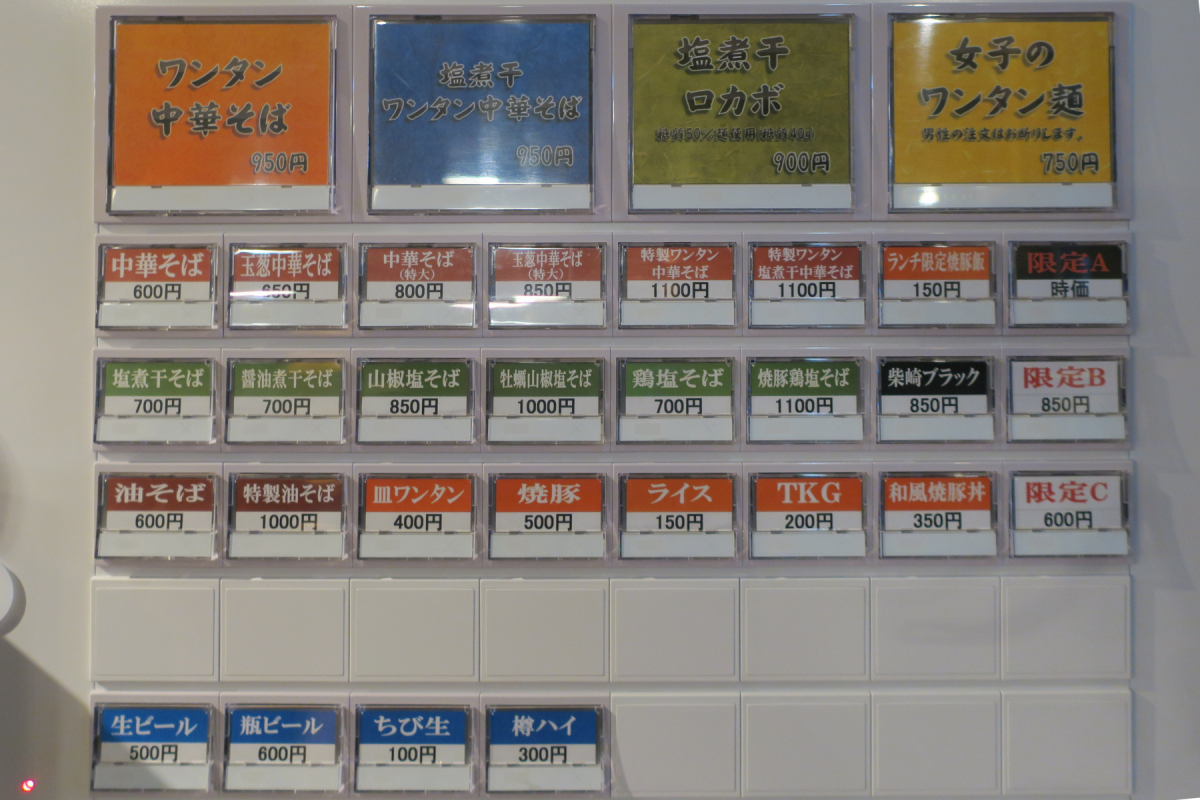 ワンタン
中華そば
950円
塩煮干
ワンタン中華そば
950円
塩煮干
ロカボ
糖質50%麺使用(糖質40g)
900円
女子の
ワンタン麺
男性の注文はお断りします。
750円
中華そば
600円
玉葱中華そば
650円
中華そば
(特大)
800円
玉葱中華そば
(特大)
850円
特製ワンタン
中華そば
1100円
特製ワンタン
塩煮干中華そば
1100円
ランチ限定焼豚飯
150円
限定A
時価
塩煮干そば
700円
醤油煮干そば
700円
山椒塩そば
850円
牡蠣山椒塩そば
1000円
鶏塩そば
700円
焼豚鶏塩そば
1100円
柴崎ブラック
850円
限定B
850円
油そば
600円
特製油そば
1000円
皿ワンタン
400円
焼豚
500円
ライス
150円
TKG
200円
和風焼豚丼
350円
限定C
600円
生ビール
500円
瓶ビール
600円
ちび生
100円
樽ハイ
300円